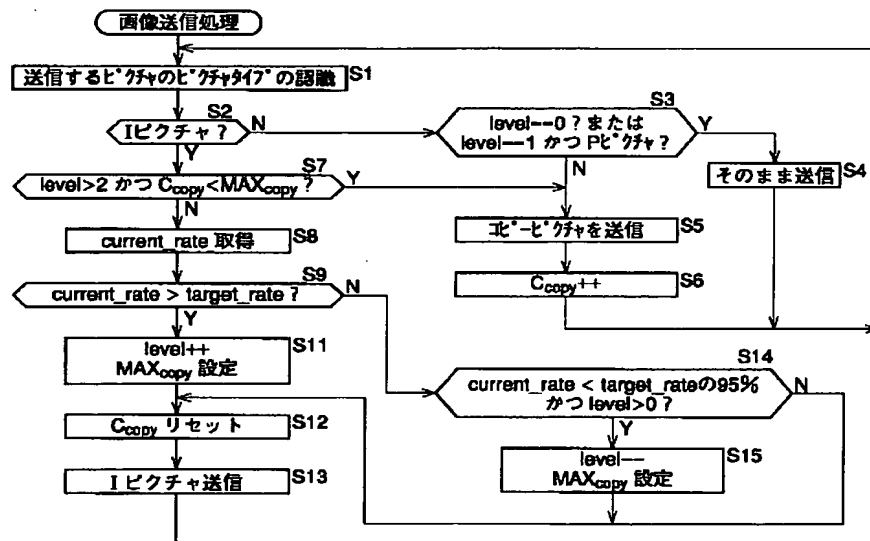 画像送信処理
送信するﾋﾟｸﾁｬのﾋﾟｸﾁｬﾀｲﾌﾟの認識
S1
S2
Iピクチャ?
N
Y
S3
level==0?または
level==1 かつ Pﾋﾟｸﾁｬ?
Y
N
そのまま送信
S4
S7
level>2 かつ Ccopy<MAXcopy?
Y
N
ｺﾋﾟｰﾋﾟｸﾁｬを送信
S5
current_rate 取得
S8
Ccopy++
S6
S9
current_rate > target_rate?
N
Y
level++
MAXcopy 設定
S11
S14
current_rate < target_rateの95%
かつ level>0?
N
Y
Ccopy リセット
S12
level--
MAXcopy 設定
S15
I ピクチャ送信
S13